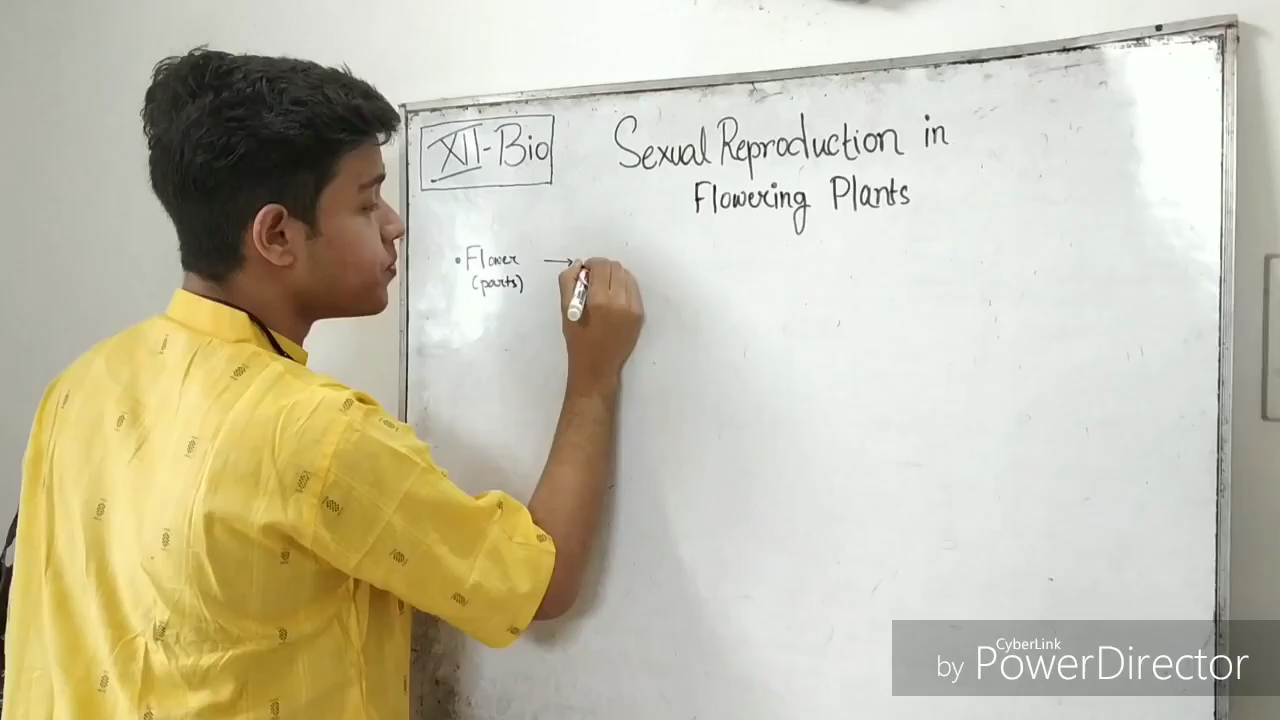 XII-Bio
Sexual Reproduction in
Flowering Plants
• Flower →
(parts)
CyberLink
by PowerDirector